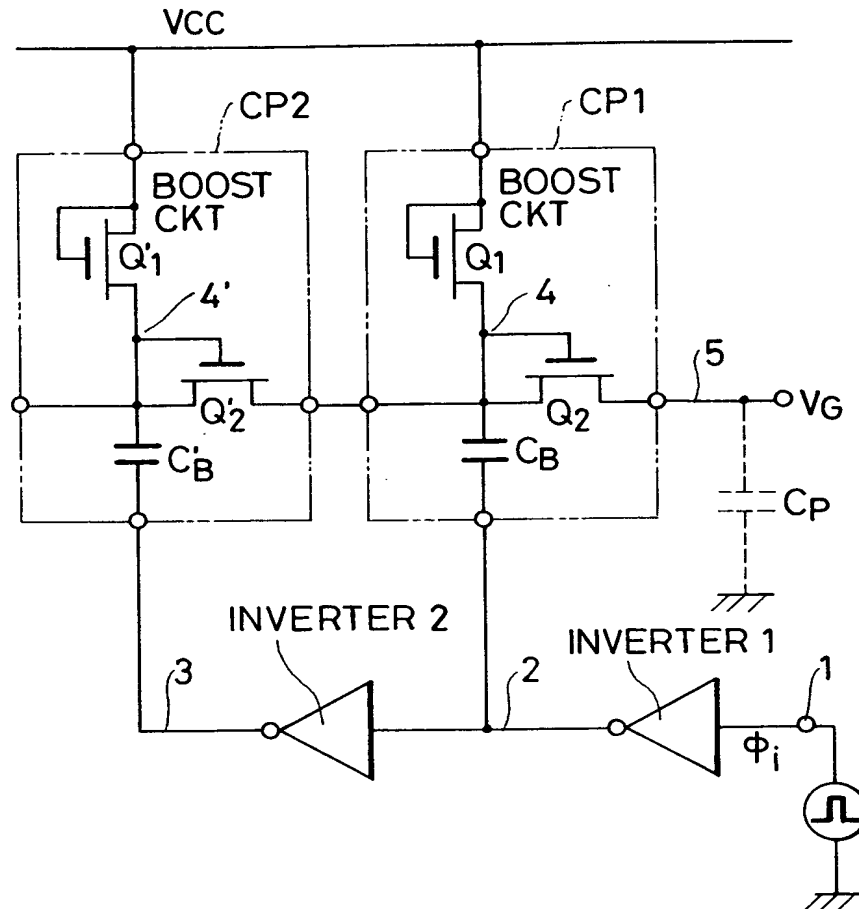 VCC
CP2
CP1
BOOST
CKT
BOOST
CKT
Q'1
Q1
4'
4
5
Q'2
Q2
VG
C'B
CB
CP
INVERTER 2
INVERTER 1
3
2
1
Φi